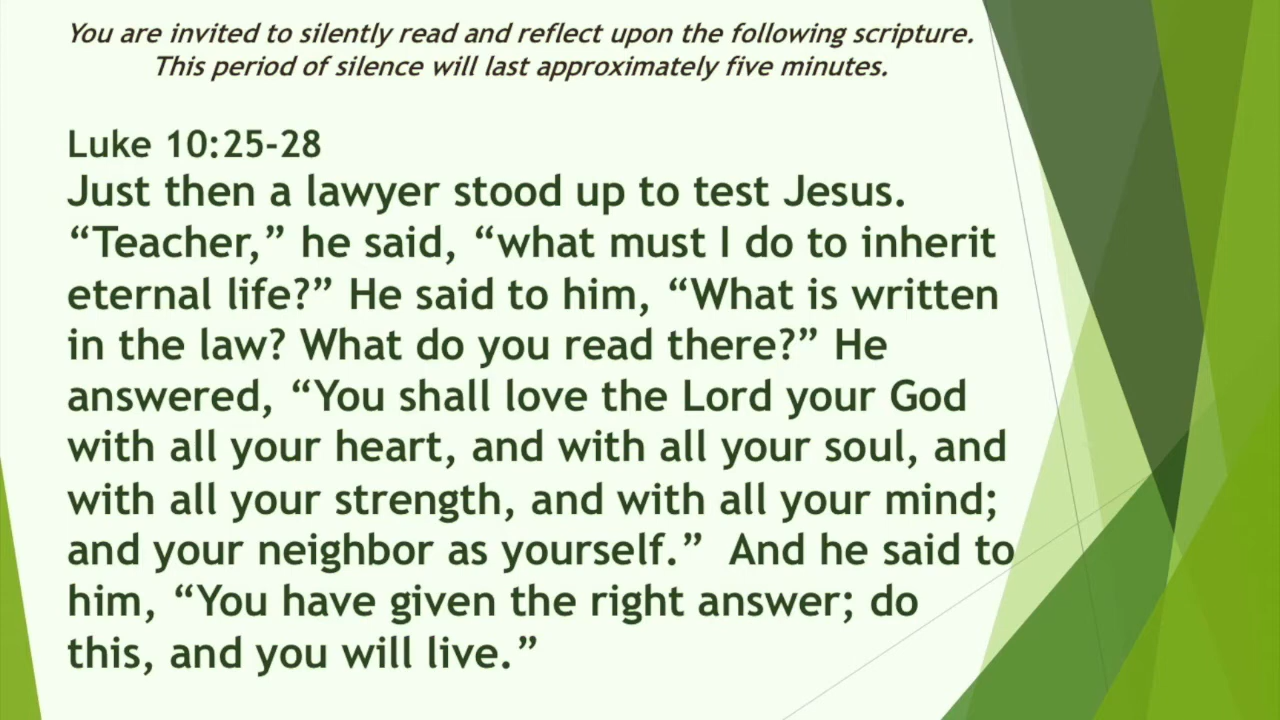 You are invited to silently read and reflect upon the following scripture.
This period of silence will last approximately five minutes.
Luke 10:25-28
Just then a lawyer stood up to test Jesus.
“Teacher,” he said, “what must I do to inherit
eternal life?” He said to him, “What is written
in the law? What do you read there?” He
answered, “You shall love the Lord your God
with all your heart, and with all your soul, and
with all your strength, and with all your mind;
and your neighbor as yourself.”  And he said to
him, “You have given the right answer; do
this, and you will live.”